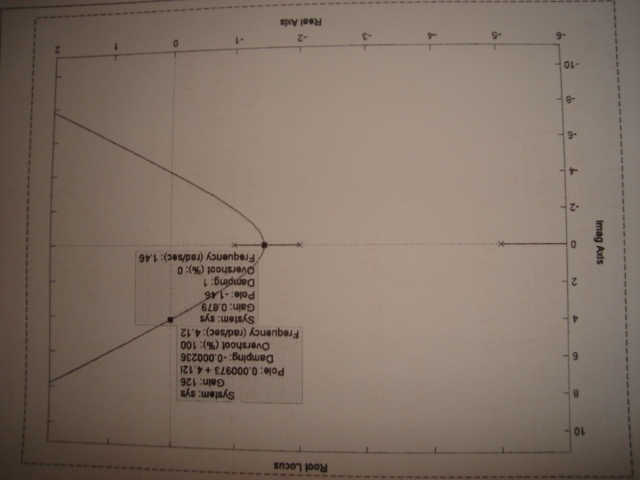 Root Locus
System: sys
Gain: 126
Pole: 0.000973 + 4.12i
Damping: -0.000236
Overshoot (%): 100
Frequency (rad/sec): 4.12
System: sys
Gain: 0.879
Pole: -1.46
Damping: 1
Overshoot (%): 0
Frequency (rad/sec): 1.46
Imag Axis
10
8
6
4
2
0
-2
-4
-6
-8
-10
-6 -5 -4 -3 -2 -1 0 1 2
Real Axis